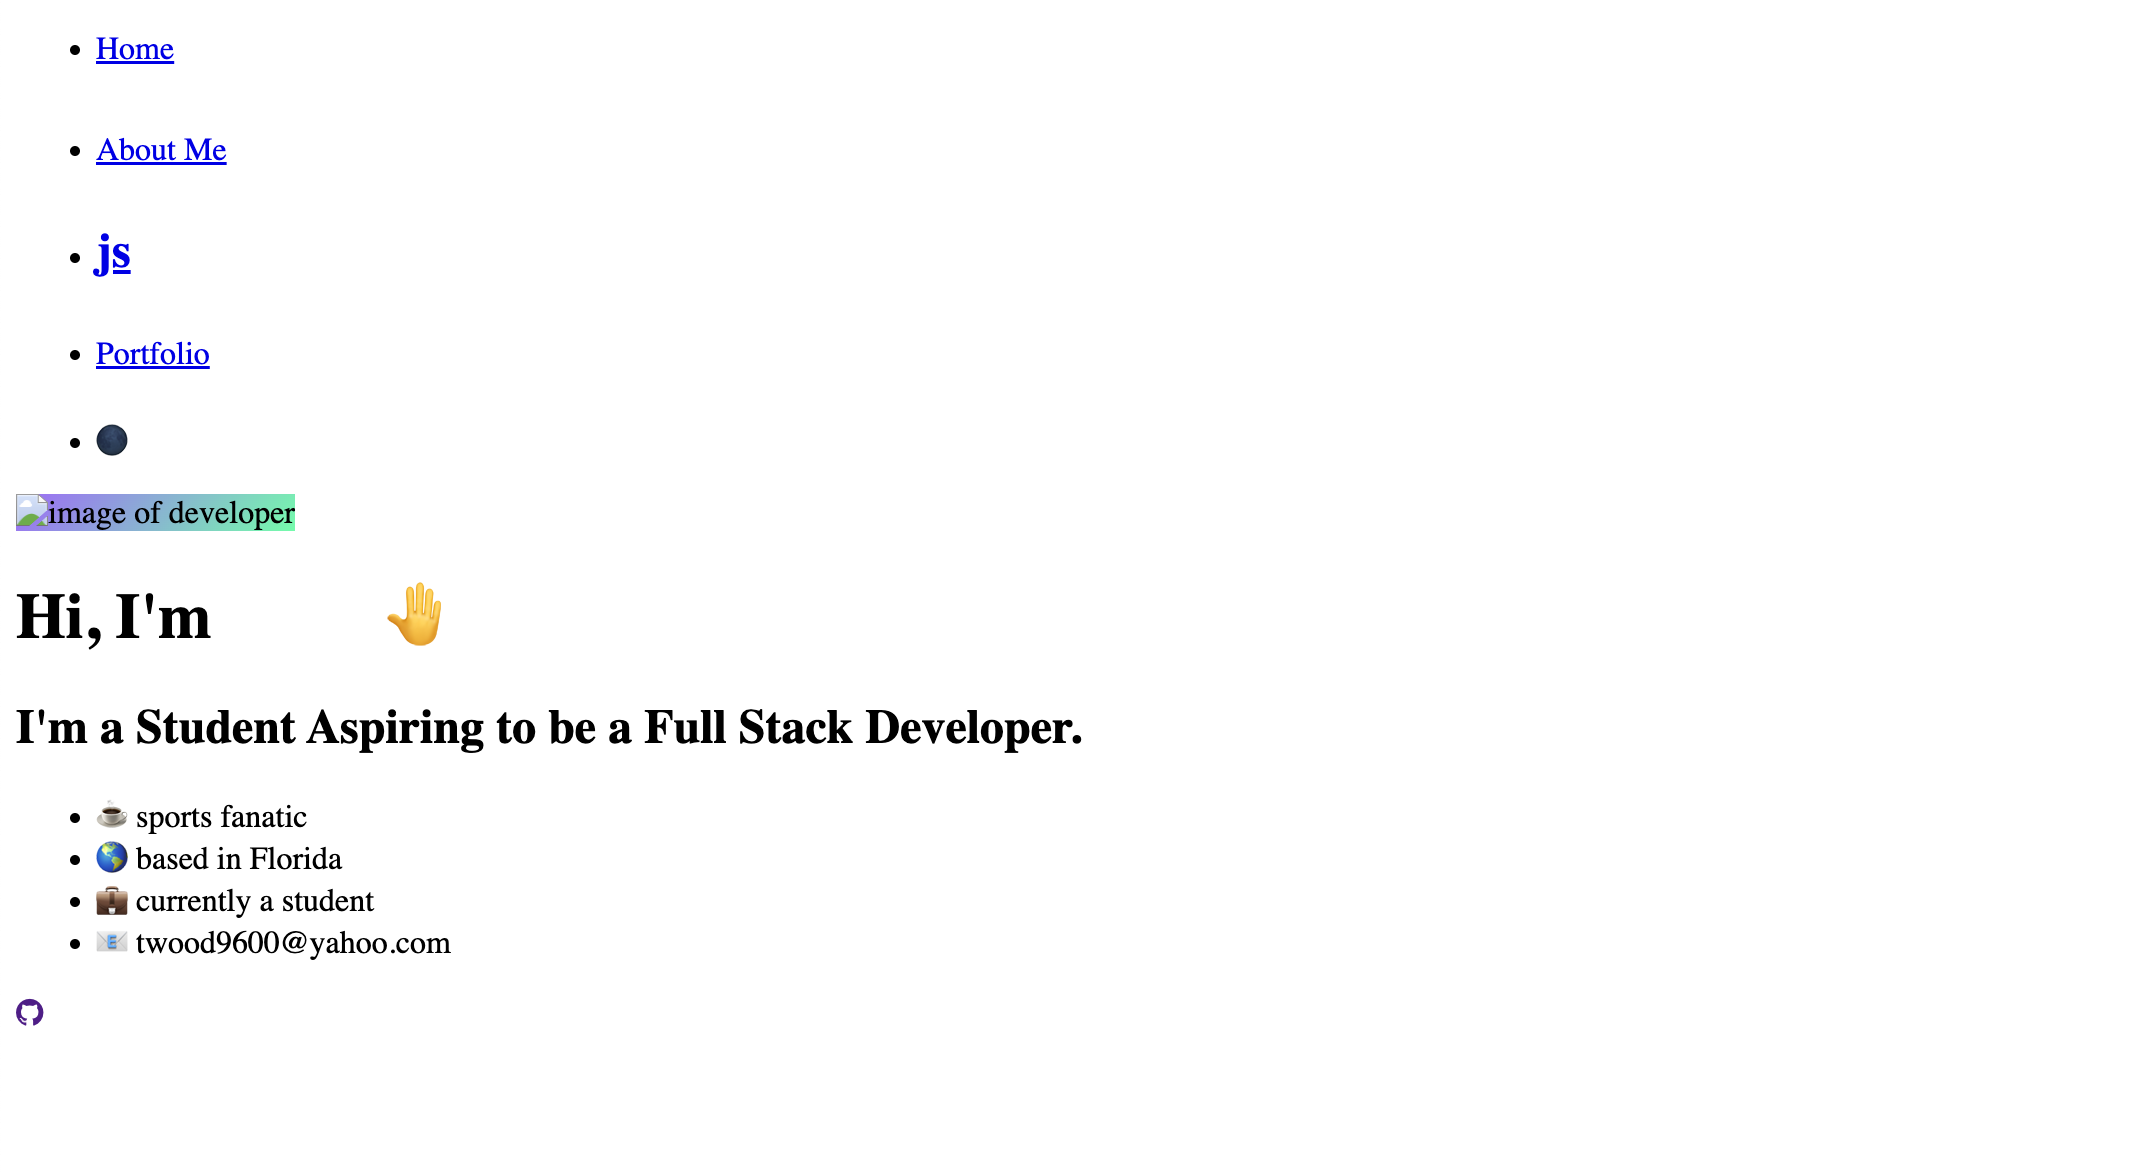 Home
About Me
js
Portfolio
🌑
image of developer
Hi, I'm 🤚
I'm a Student Aspiring to be a Full Stack Developer.
☕ sports fanatic
🌎 based in Florida
💼 currently a student
📧 twood9600@yahoo.com